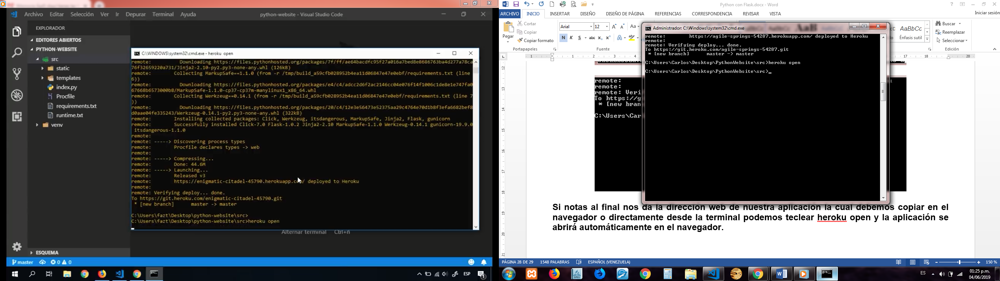 Archivo Editar Selección Ver Ir Depurar Terminal Ayuda
python-website - Visual Studio Code
EXPLORADOR
EDITORES ABIERTOS
PYTHON-WEBSITE
src
static
templates
index.py
Procfile
requirements.txt
runtime.txt
venv
ESQUEMA
master
0 0
C:\WINDOWS\system32\cmd.exe - heroku open
remote: Downloading https://files.pythonhosted.org/packages/7f/ff/ae64bacdfc95f27a016a7bed8e8686763ba4d277a78ca
76f32659220a731/Jinja2-2.10-py2.py3-none-any.whl (126kB)
remote: Collecting MarkupSafe==1.1.0 (from -r /tmp/build_a59cfb028952b4ea11d06847e47e0ebf/requirements.txt (line
6))
remote: Downloading https://files.pythonhosted.org/packages/e4/c4/adcc2d6f2ac2146cc04e076f14f1006c1de8e1e747fa0
67668b6573000b8/MarkupSafe-1.1.0-cp37-cp37m-manylinux1_x86_64.whl
remote: Collecting Werkzeug==0.14.1 (from -r /tmp/build_a59cfb028952b4ea11d06847e47e0ebf/requirements.txt (line 7
))
remote: Downloading https://files.pythonhosted.org/packages/20/c4/12e3e56473e52375aa29c4764e70d1b8f3efa6682bef8
d0aae04fe335243/Werkzeug-0.14.1-py2.py3-none-any.whl (322kB)
remote: Installing collected packages: Click, Werkzeug, itsdangerous, MarkupSafe, Jinja2, Flask, gunicorn
remote: Successfully installed Click-7.0 Flask-1.0.2 Jinja2-2.10 MarkupSafe-1.1.0 Werkzeug-0.14.1 gunicorn-19.9.0
itsdangerous-1.1.0
remote:
remote: -----> Discovering process types
remote: Procfile declares types -> web
remote:
remote: -----> Compressing...
remote: Done: 44.6M
remote: -----> Launching...
remote: Released v3
remote: https://enigmatic-citadel-45790.herokuapp.com/ deployed to Heroku
remote:
remote: Verifying deploy... done.
To https://git.heroku.com/enigmatic-citadel-45790.git
* [new branch] master -> master
C:\Users\fazt\Desktop\python-website\src>
C:\Users\fazt\Desktop\python-website\src>heroku open
Alternar terminal Ctrl+ñ
ESP
Python con Flask.docx - Word
ARCHIVO INICIO INSERTAR DISEÑO DISEÑO DE PÁGINA REFERENCIAS CORRESPONDENCIA REVISAR VISTA
Iniciar sesión
Pegar
Cortar
Copiar
Copiar formato
Portapapeles
Arial 12
N K S abc x₂ x²
Fuente
AaBbCc
Énfasis sutil
Buscar
Reemplazar
Seleccionar
Edición
Administrador: C:\Windows\system32\cmd.exe
remote: https://agile-springs-54287.herokuapp.com/ deployed to Heroku
remote:
remote: Verifying deploy... done.
To https://git.heroku.com/agile-springs-54287.git
* [new branch] master -> master
C:\Users\Carlos\Desktop\PythonWebsite\src>heroku open
C:\Users\Carlos\Desktop\PythonWebsite\src>_
remote:
remote:
remote: Veri
To https://g
* [new bran
C:\Users\Car
Si notas al final nos da la dirección web de nuestra aplicación la cual debemos copiar en el
navegador o directamente desde la terminal podemos teclear heroku open y la aplicación se
abrirá automáticamente en el navegador.
PÁGINA 28 DE 29 1548 PALABRAS ESPAÑOL (VENEZUELA)
150 %
ES
01:25 p.m.
04/06/2019